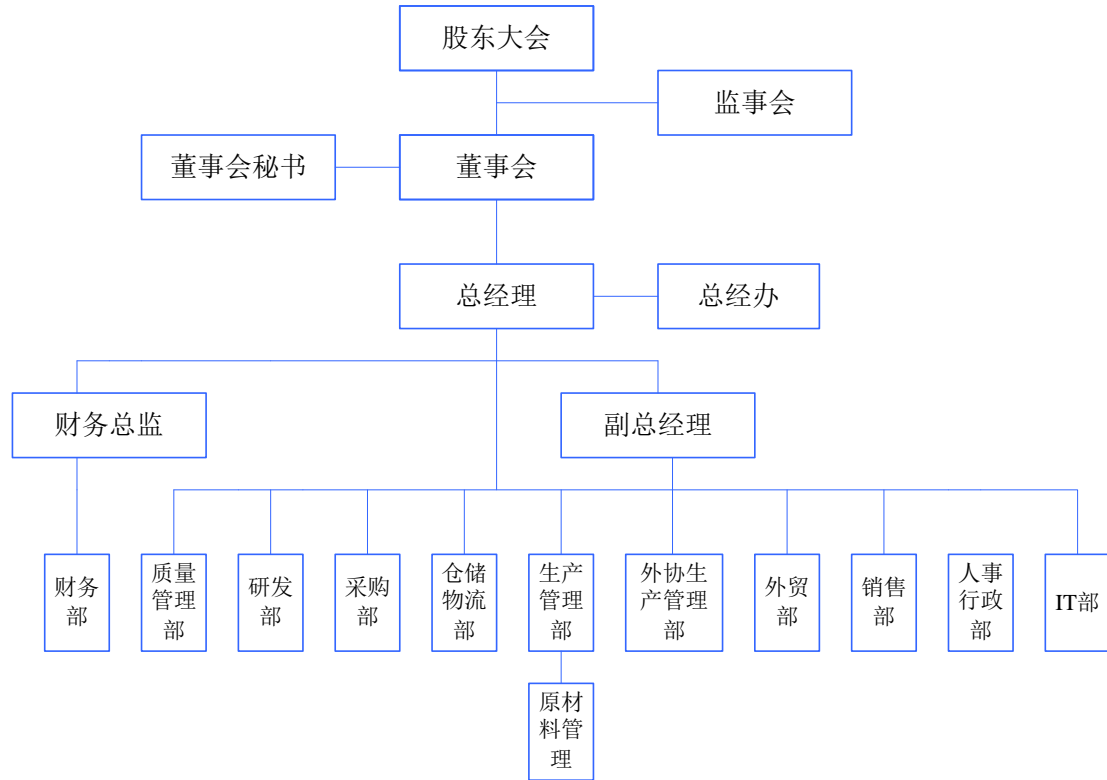 股东大会
监事会
董事会秘书
董事会
总经理
总经办
财务总监
副总经理
财务
部
质量
管理
部
研发
部
采购
部
仓储
物流
部
生产
管理
部
外协生
产管理
部
外贸
部
销售
部
人事
行政
部
IT部
原材
料管
理